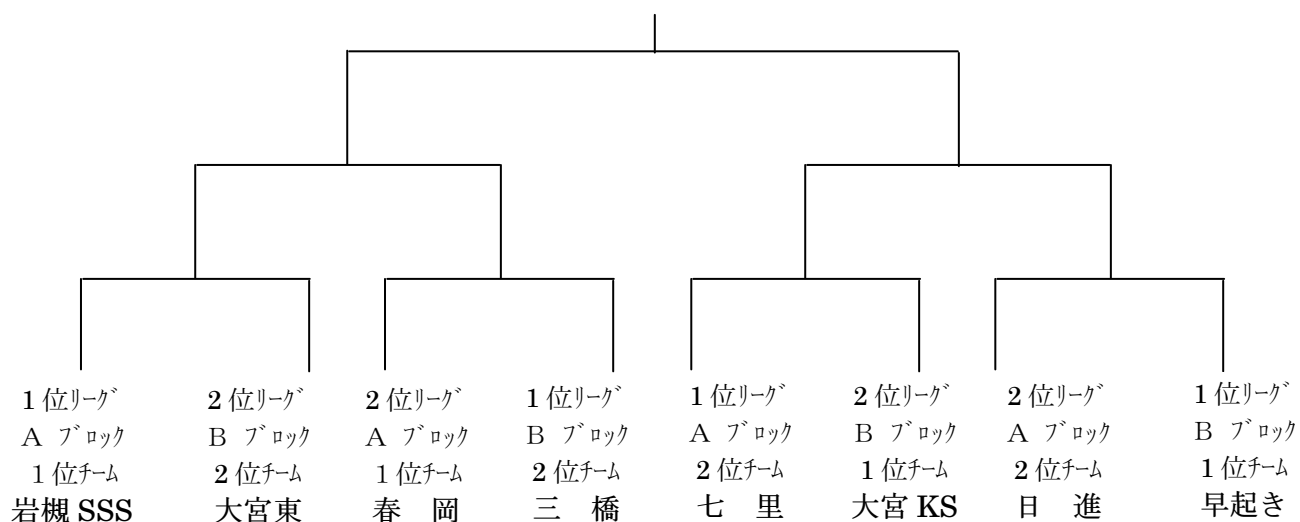 1位ﾘｰｸﾞ 2位ﾘｰｸﾞ 2位ﾘｰｸﾞ 1位ﾘｰｸﾞ 1位ﾘｰｸﾞ 2位ﾘｰｸﾞ 2位ﾘｰｸﾞ 1位ﾘｰｸﾞ
A ﾌﾞﾛｯｸ B ﾌﾞﾛｯｸ A ﾌﾞﾛｯｸ B ﾌﾞﾛｯｸ A ﾌﾞﾛｯｸ B ﾌﾞﾛｯｸ A ﾌﾞﾛｯｸ B ﾌﾞﾛｯｸ
1位ﾁｰﾑ 2位ﾁｰﾑ 1位ﾁｰﾑ 2位ﾁｰﾑ 2位ﾁｰﾑ 1位ﾁｰﾑ 2位ﾁｰﾑ 1位ﾁｰﾑ
岩槻 SSS 大宮東 春　岡 三　橋 七　里 大宮 KS 日　進 早起き